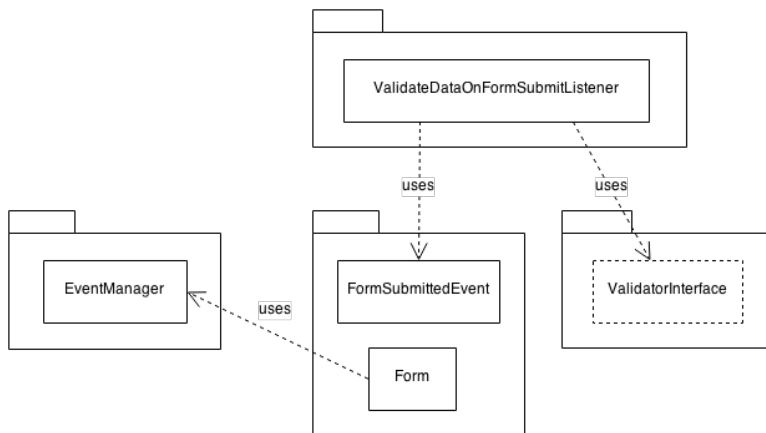 ValidateDataOnFormSubmitListener
uses
uses
EventManager
FormSubmittedEvent
ValidatorInterface
uses
Form